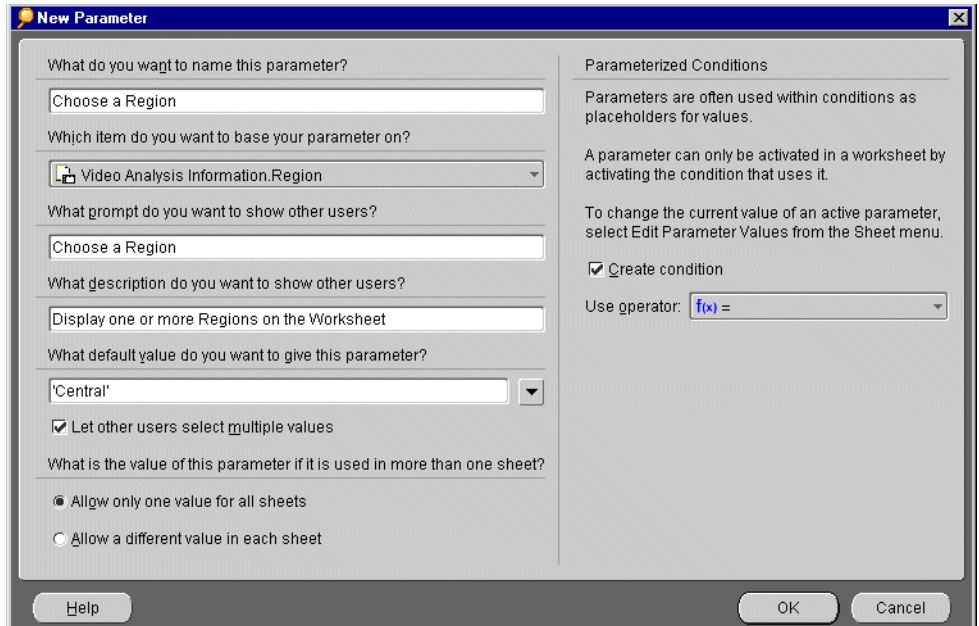 New Parameter
What do you want to name this parameter?
Choose a Region
Which item do you want to base your parameter on?
Video Analysis Information.Region
What prompt do you want to show other users?
Choose a Region
What description do you want to show other users?
Display one or more Regions on the Worksheet
What default value do you want to give this parameter?
'Central'
Let other users select multiple values
What is the value of this parameter if it is used in more than one sheet?
Allow only one value for all sheets
Allow a different value in each sheet
Parameterized Conditions
Parameters are often used within conditions as
placeholders for values.
A parameter can only be activated in a worksheet by
activating the condition that uses it.
To change the current value of an active parameter,
select Edit Parameter Values from the Sheet menu.
Create condition
Use operator: f(x) =
Help
OK
Cancel